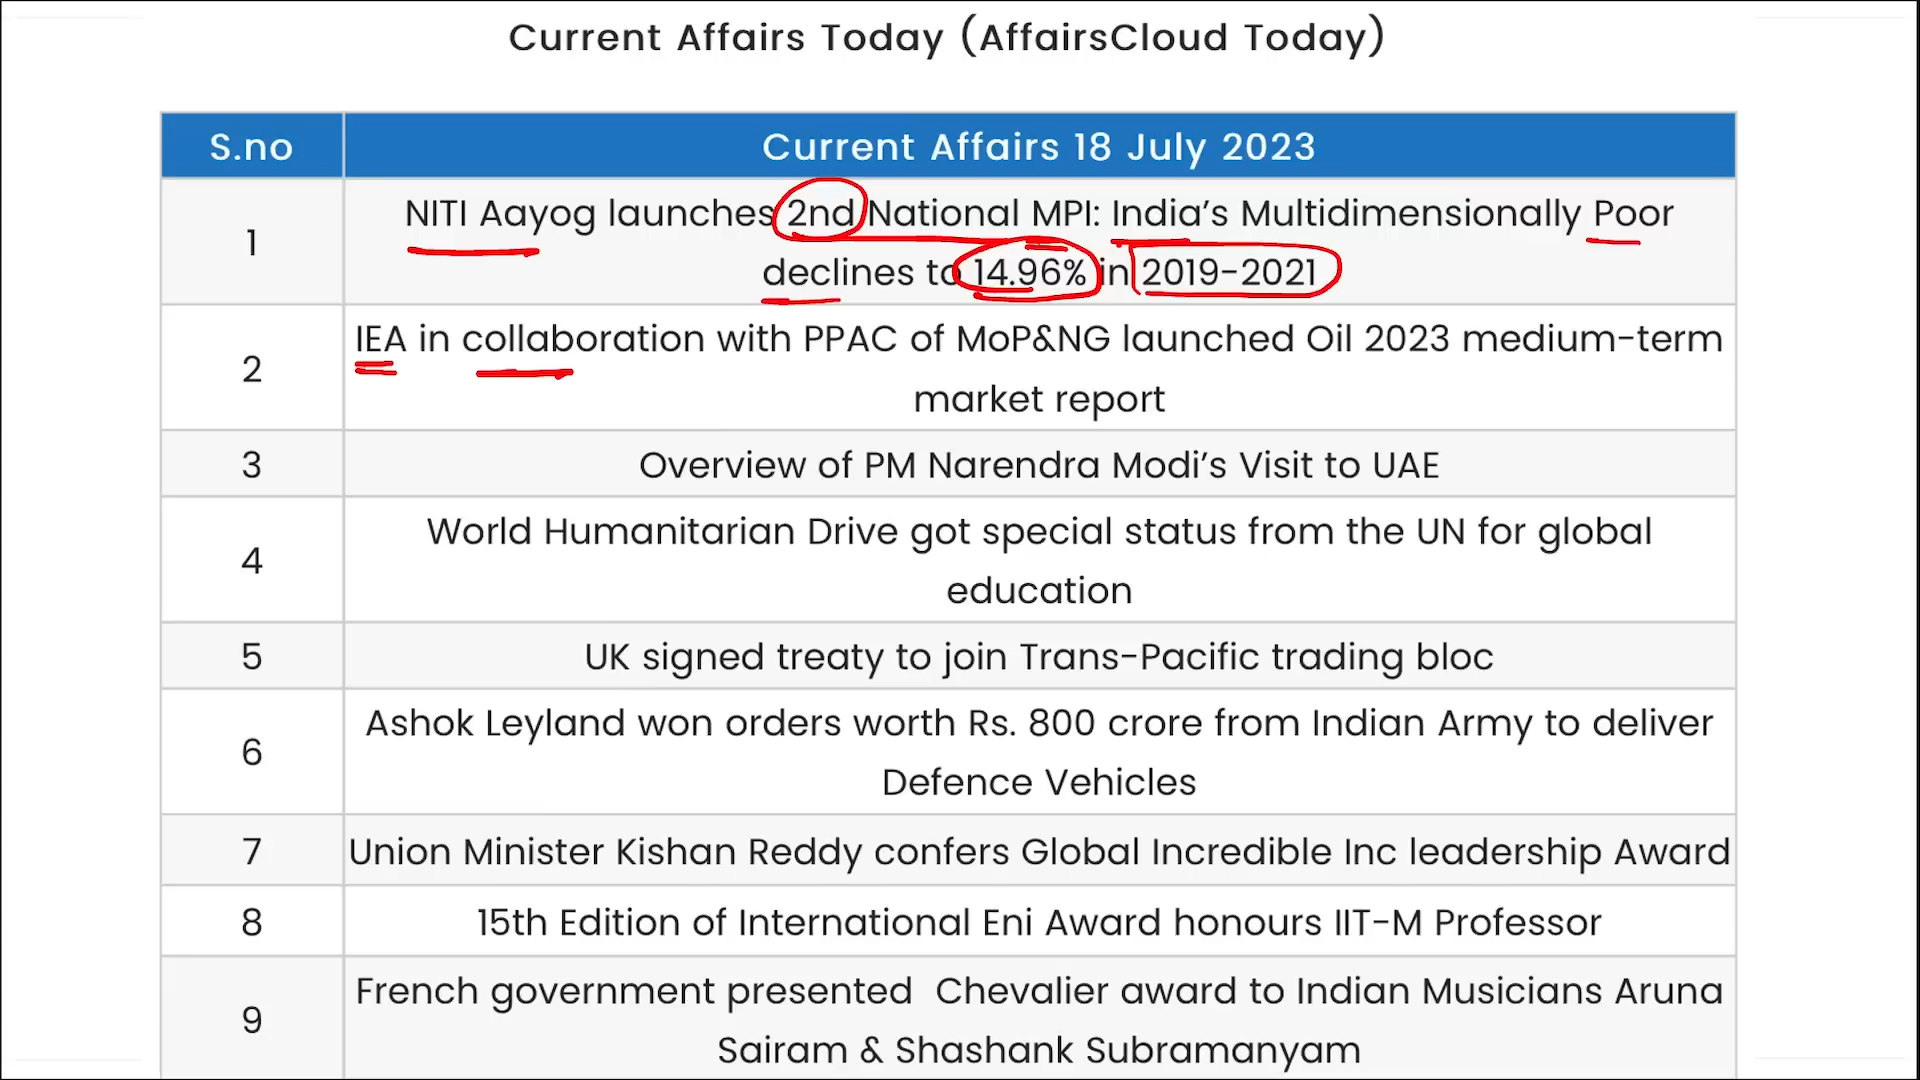 Current Affairs Today (AffairsCloud Today)
S.no Current Affairs 18 July 2023
1 NITI Aayog launches 2nd National MPI: India’s Multidimensionally Poor
declines to 14.96% in 2019-2021
2 IEA in collaboration with PPAC of MoP&NG launched Oil 2023 medium-term
market report
3 Overview of PM Narendra Modi’s Visit to UAE
4 World Humanitarian Drive got special status from the UN for global
education
5 UK signed treaty to join Trans-Pacific trading bloc
6 Ashok Leyland won orders worth Rs. 800 crore from Indian Army to deliver
Defence Vehicles
7 Union Minister Kishan Reddy confers Global Incredible Inc leadership Award
8 15th Edition of International Eni Award honours IIT-M Professor
9 French government presented  Chevalier award to Indian Musicians Aruna
Sairam & Shashank Subramanyam